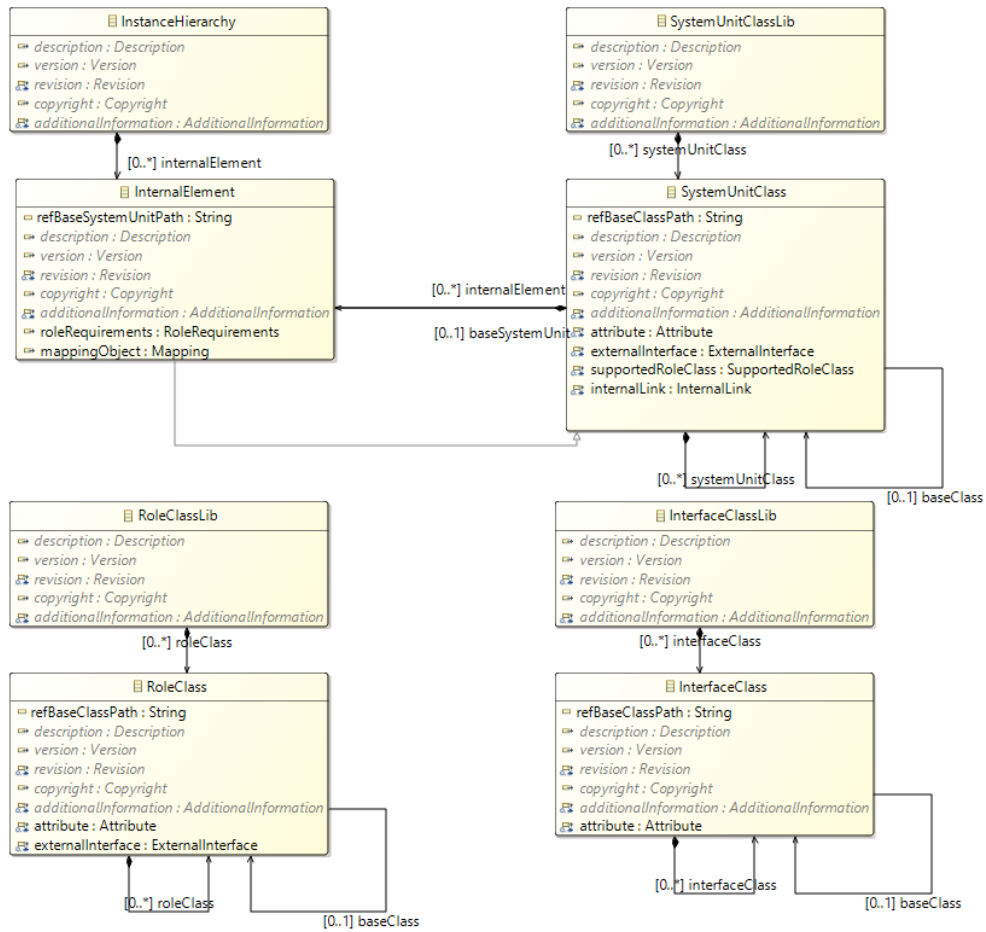 InstanceHierarchy
description : Description
version : Version
revision : Revision
copyright : Copyright
additionalInformation : AdditionalInformation
[0..*] internalElement
InternalElement
refBaseSystemUnitPath : String
description : Description
version : Version
revision : Revision
copyright : Copyright
additionalInformation : AdditionalInformation
roleRequirements : RoleRequirements
mappingObject : Mapping
SystemUnitClassLib
description : Description
version : Version
revision : Revision
copyright : Copyright
additionalInformation : AdditionalInformation
[0..*] systemUnitClass
SystemUnitClass
refBaseClassPath : String
description : Description
version : Version
revision : Revision
copyright : Copyright
additionalInformation : AdditionalInformation
attribute : Attribute
externalInterface : ExternalInterface
supportedRoleClass : SupportedRoleClass
internalLink : InternalLink
[0..*] internalElement
[0..1] baseSystemUnit
[0..*] systemUnitClass
[0..1] baseClass
RoleClassLib
description : Description
version : Version
revision : Revision
copyright : Copyright
additionalInformation : AdditionalInformation
[0..*] roleClass
RoleClass
refBaseClassPath : String
description : Description
version : Version
revision : Revision
copyright : Copyright
additionalInformation : AdditionalInformation
attribute : Attribute
externalInterface : ExternalInterface
[0..*] roleClass
[0..1] baseClass
InterfaceClassLib
description : Description
version : Version
revision : Revision
copyright : Copyright
additionalInformation : AdditionalInformation
[0..*] interfaceClass
InterfaceClass
refBaseClassPath : String
description : Description
version : Version
revision : Revision
copyright : Copyright
additionalInformation : AdditionalInformation
attribute : Attribute
[0..*] interfaceClass
[0..1] baseClass